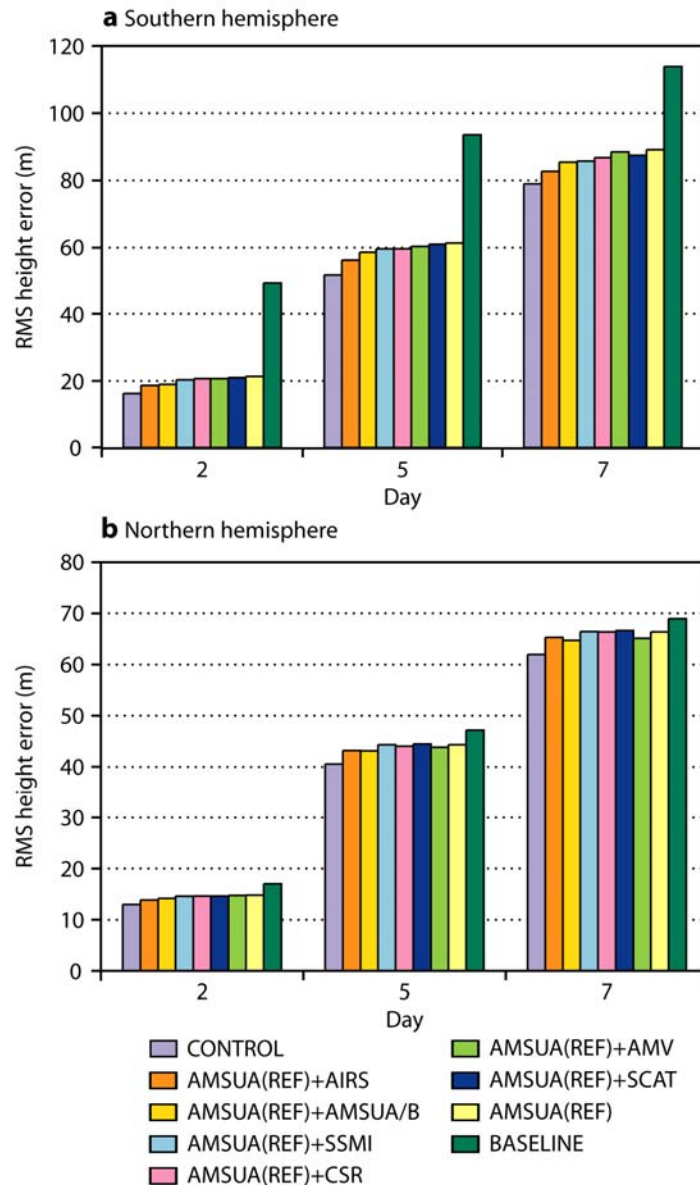 a Southern hemisphere
120
100
80
60
40
20
0
RMS height error (m)
2 5 7
Day
b Northern hemisphere
80
70
60
50
40
30
20
10
0
RMS height error (m)
2 5 7
Day
CONTROL
AMSUA(REF)+AIRS
AMSUA(REF)+AMSUA/B
AMSUA(REF)+SSMI
AMSUA(REF)+CSR
AMSUA(REF)+AMV
AMSUA(REF)+SCAT
AMSUA(REF)
BASELINE